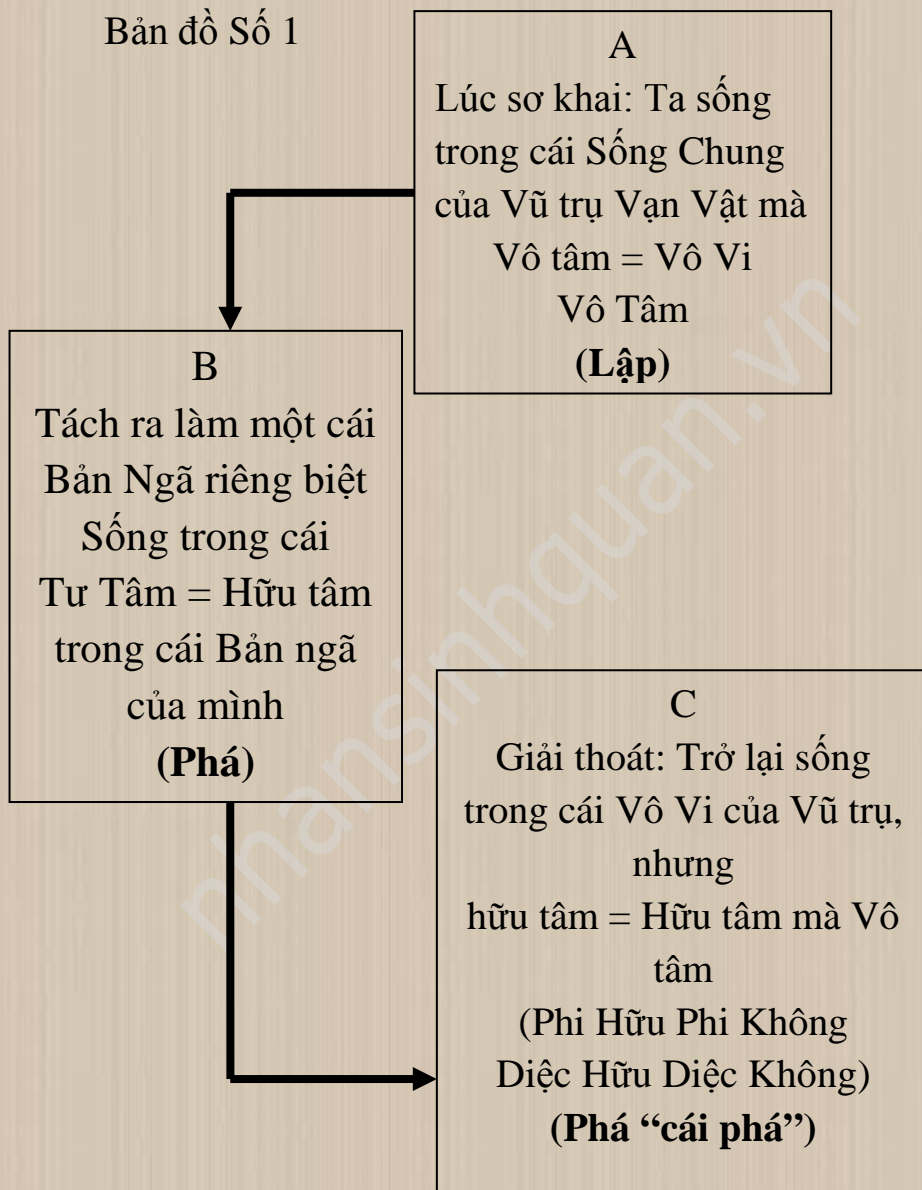 Bản đồ Số 1
A
Lúc sơ khai: Ta sống
trong cái Sống Chung
của Vũ trụ Vạn Vật mà
Vô tâm = Vô Vi
Vô Tâm
(Lập)
B
Tách ra làm một cái
Bản Ngã riêng biệt
Sống trong cái
Tư Tâm = Hữu tâm
trong cái Bản ngã
của mình
(Phá)
C
Giải thoát: Trở lại sống
trong cái Vô Vi của Vũ trụ,
nhưng
hữu tâm = Hữu tâm mà Vô
tâm
(Phi Hữu Phi Không
Diệc Hữu Diệc Không)
(Phá “cái phá”)
nhansinhquan.vn